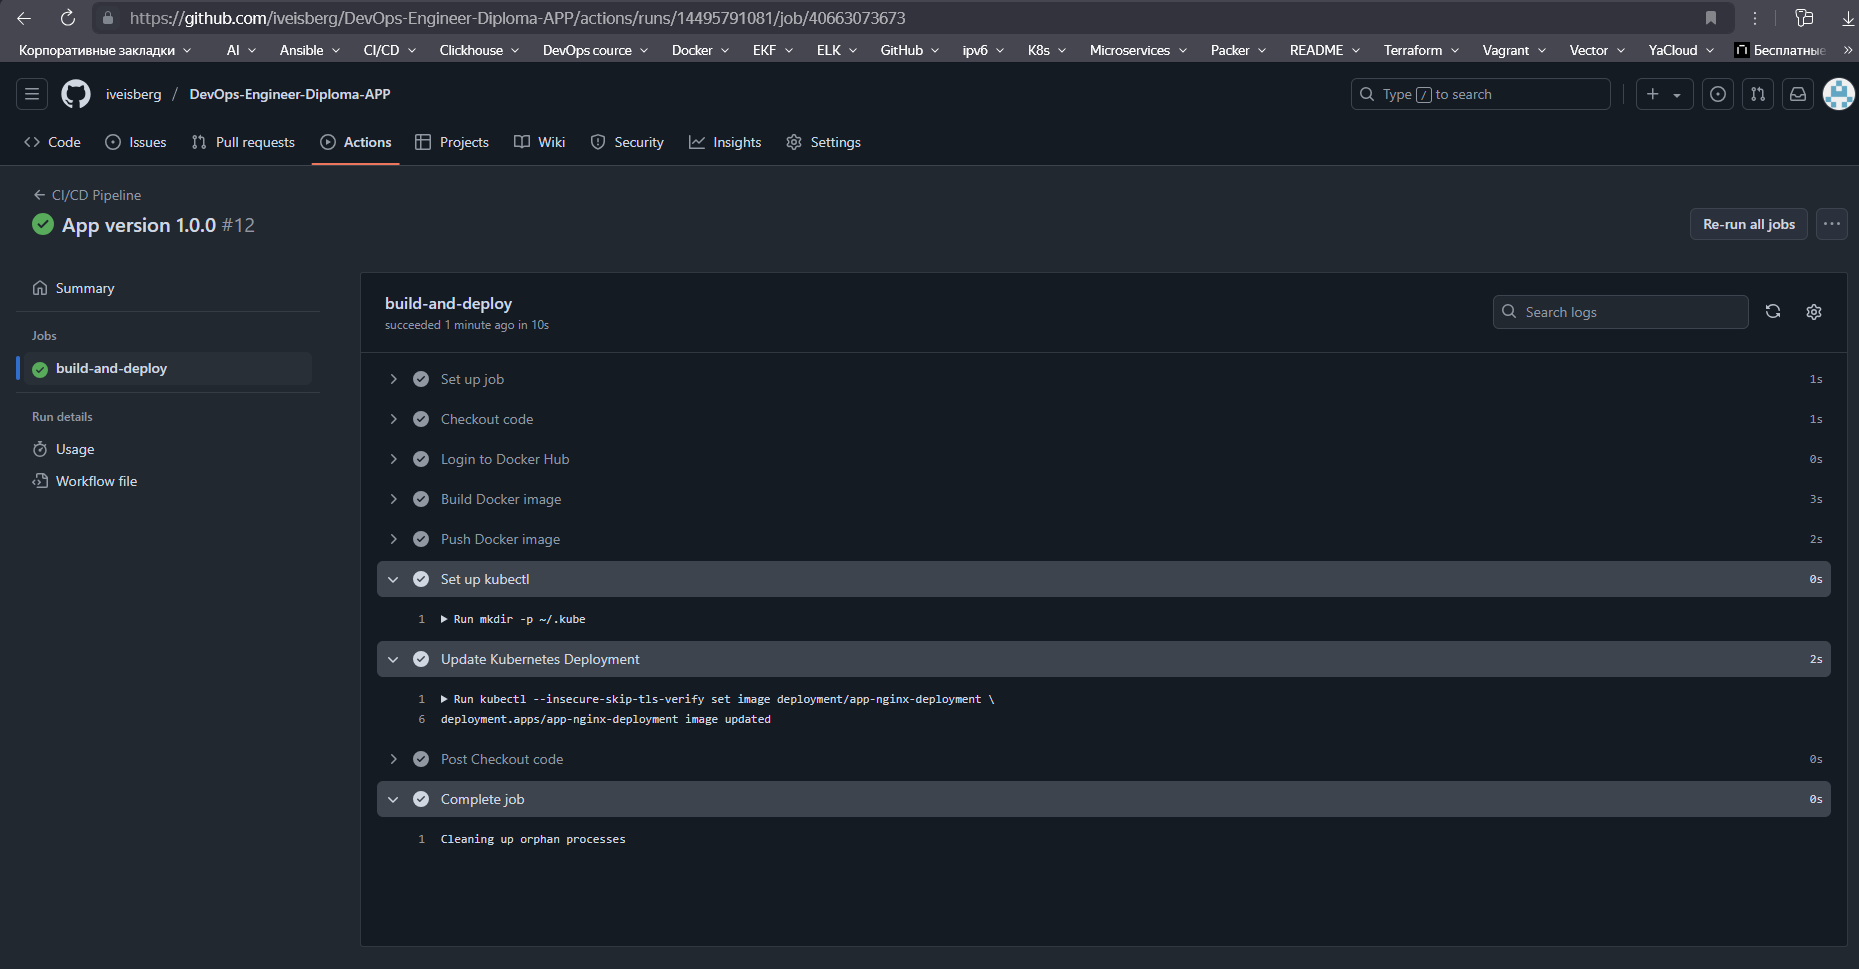 https://github.com/iveisberg/DevOps-Engineer-Diploma-APP/actions/runs/14495791081/job/40663073673
Корпоративные закладки AI Ansible CI/CD Clickhouse DevOps cource Docker EKF ELK GitHub ipv6 K8s Microservices Packer README Terraform Vagrant Vector YaCloud Бесплатные »
iveisberg / DevOps-Engineer-Diploma-APP
Type / to search
Code Issues Pull requests Actions Projects Wiki Security Insights Settings
CI/CD Pipeline
App version 1.0.0 #12
Re-run all jobs
Summary
Jobs
build-and-deploy
Run details
Usage
Workflow file
build-and-deploy
succeeded 1 minute ago in 10s
Search logs
Set up job 1s
Checkout code 1s
Login to Docker Hub 0s
Build Docker image 3s
Push Docker image 2s
Set up kubectl 0s
1 Run mkdir -p ~/.kube
Update Kubernetes Deployment 2s
1 Run kubectl --insecure-skip-tls-verify set image deployment/app-nginx-deployment \
6 deployment.apps/app-nginx-deployment image updated
Post Checkout code 0s
Complete job 0s
1 Cleaning up orphan processes